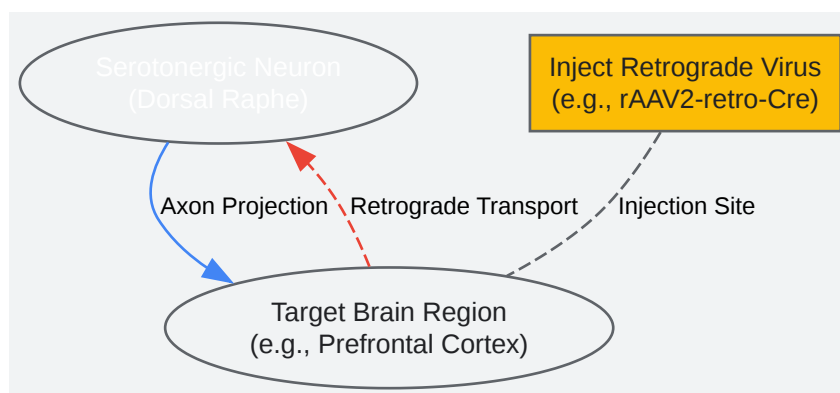 Serotonergic Neuron
(Dorsal Raphe)
Inject Retrograde Virus
(e.g., rAAV2-retro-Cre)
Axon Projection
Retrograde Transport
Injection Site
Target Brain Region
(e.g., Prefrontal Cortex)